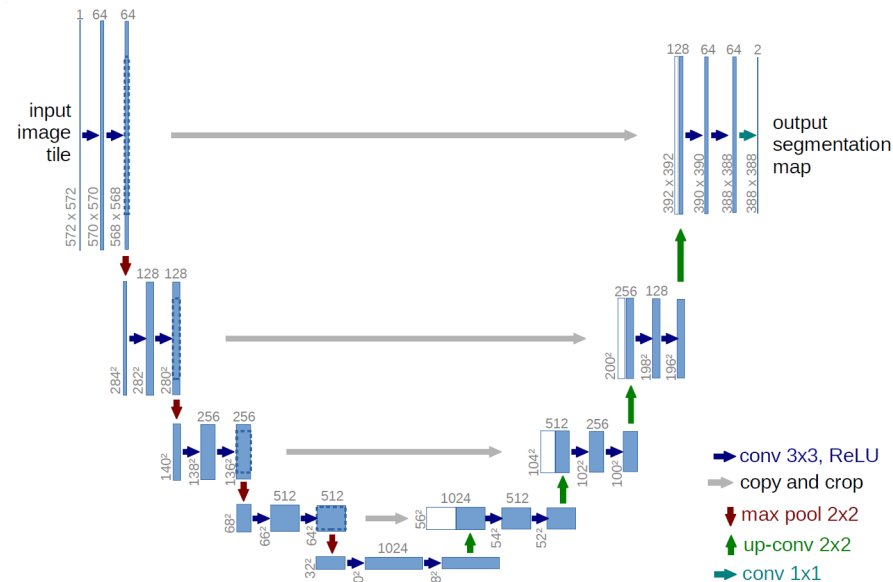 1 64 64
128 64 64 2
input
image
tile
output
segmentation
map
572 x 572
570 x 570
568 x 568
392 x 392
390 x 390
388 x 388
388 x 388
128 128
256 128
284²
282²
280²
200²
198²
196²
256 256
512 256
140²
138²
136²
104²
102²
100²
512 512
1024 512
68²
66²
64²
56²
54²
52²
1024
32²
0²
8²
conv 3x3, ReLU
copy and crop
max pool 2x2
up-conv 2x2
conv 1x1